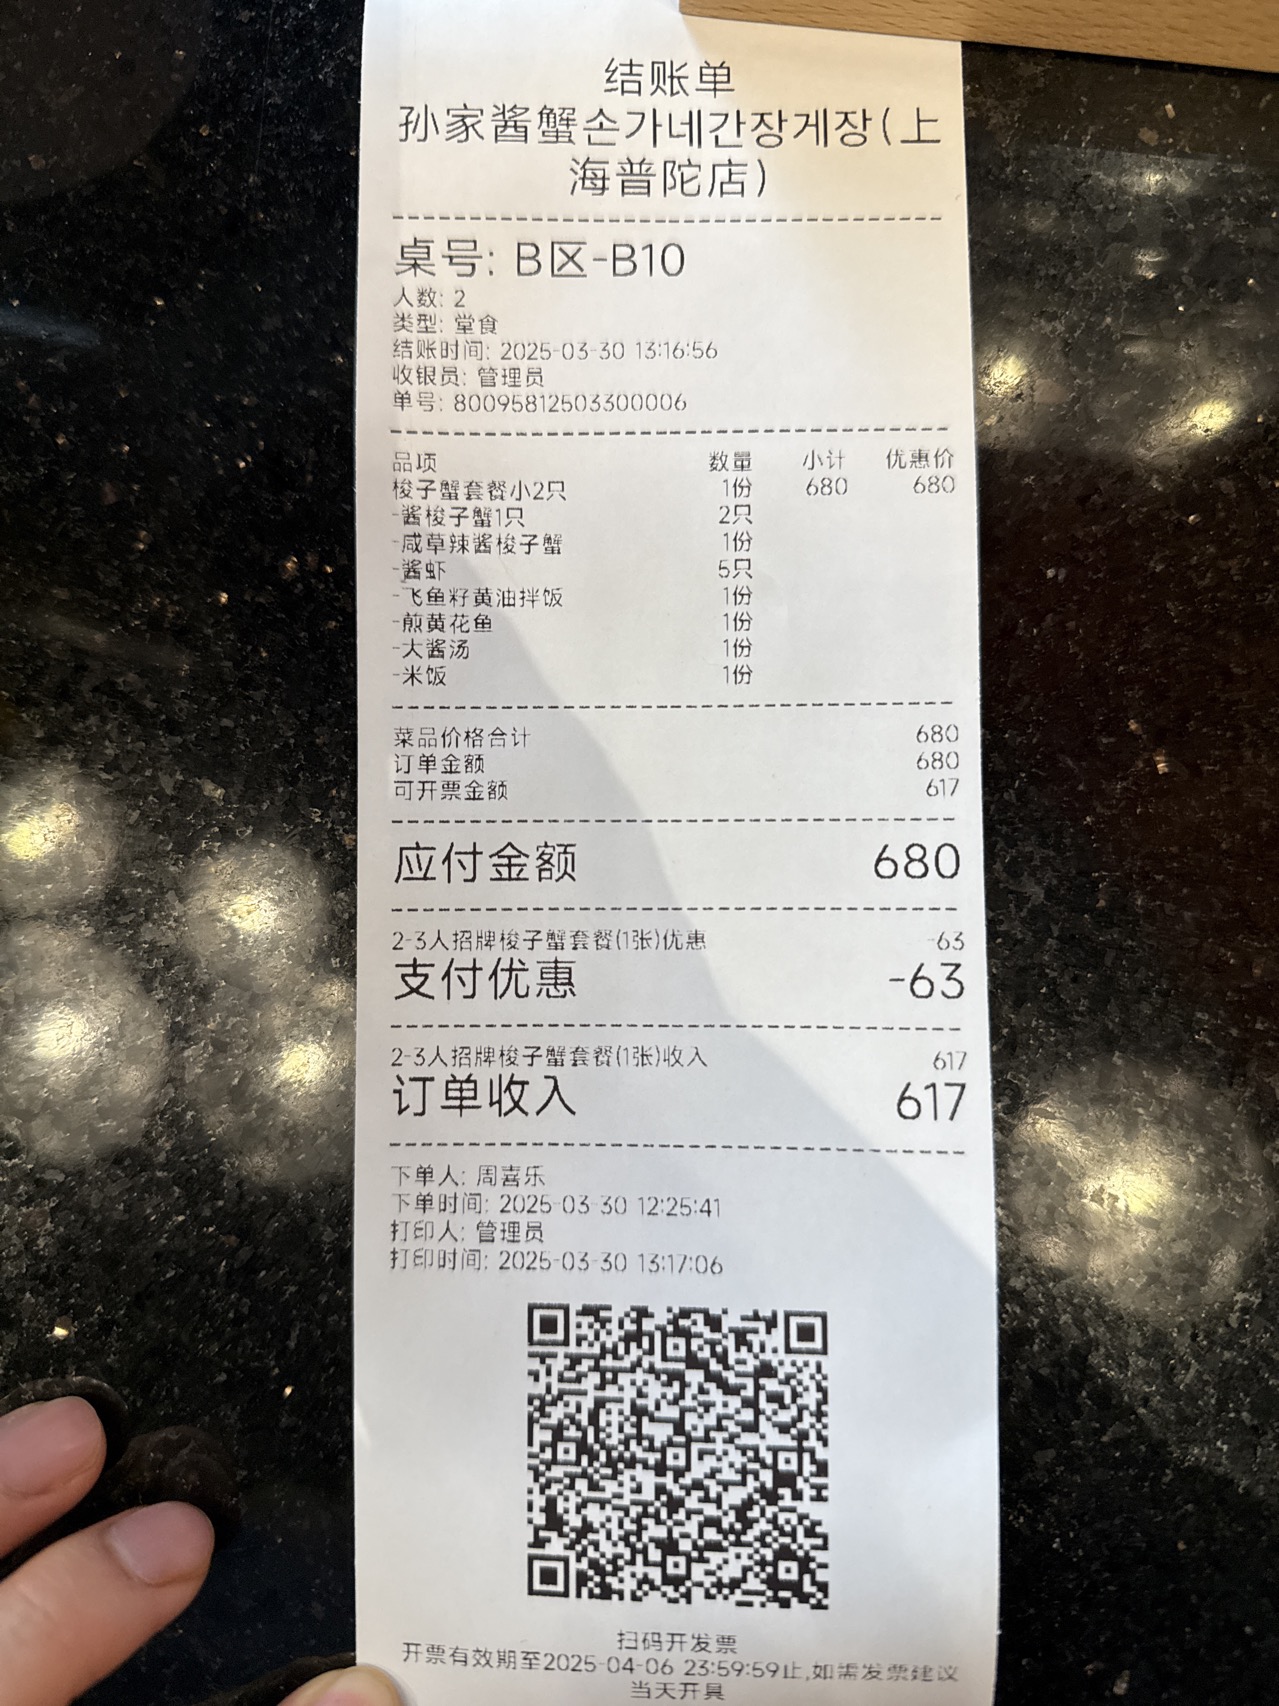 结账单
孙家酱蟹손가네간장게장(上
海普陀店)
桌号: B区-B10
人数: 2
类型: 堂食
结账时间: 2025-03-30 13:16:56
收银员: 管理员
单号: 80095812503300006
品项 数量 小计 优惠价
梭子蟹套餐小2只 1份 680 680
-酱梭子蟹1只 2只
-咸草辣酱梭子蟹 1份
-酱虾 5只
-飞鱼籽黄油拌饭 1份
-煎黄花鱼 1份
-大酱汤 1份
-米饭 1份
菜品价格合计 680
订单金额 680
可开票金额 617
应付金额 680
2-3人招牌梭子蟹套餐(1张)优惠 -63
支付优惠 -63
2-3人招牌梭子蟹套餐(1张)收入 617
订单收入 617
下单人: 周喜乐
下单时间: 2025-03-30 12:25:41
打印人: 管理员
打印时间: 2025-03-30 13:17:06
扫码开发票
开票有效期至2025-04-06 23:59:59止,如需发票建议
当天开具